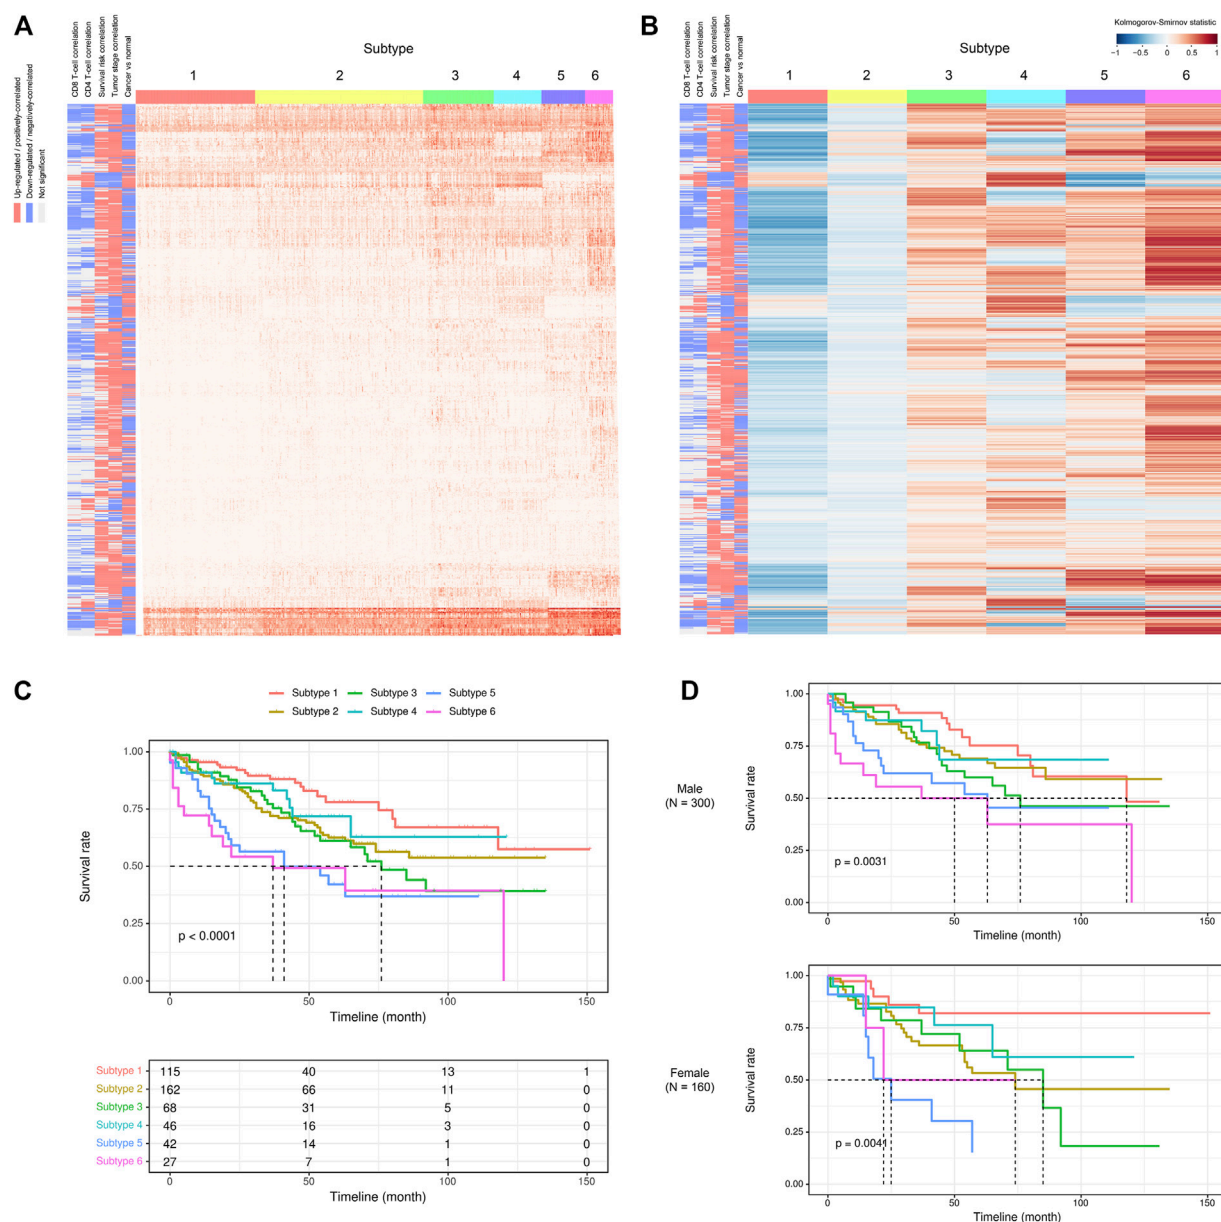 A
CD8 T-cell correlation
CD4 T-cell correlation
Survival risk correlation
Tumor stage correlation
Cancer vs normal
Up-regulated / positively-correlated
Down-regulated / negatively-correlated
Not significant
Subtype
1 2 3 4 5 6
B
CD8 T-cell correlation
CD4 T-cell correlation
Survival risk correlation
Tumor stage correlation
Cancer vs normal
Kolmogorov-Smirnov statistic
−1 −0.5 0 0.5 1
Subtype
1 2 3 4 5 6
C
Subtype 1 Subtype 3 Subtype 5
Subtype 2 Subtype 4 Subtype 6
Survival rate
1.00
0.75
0.50
0.25
0.00
p < 0.0001
0 50 100 150
Timeline (month)
Subtype 1 115 40 13 1
Subtype 2 162 66 11 0
Subtype 3 68 31 5 0
Subtype 4 46 16 3 0
Subtype 5 42 14 1 0
Subtype 6 27 7 1 0
0 50 100 150
Timeline (month)
D
Male
(N = 300)
Survival rate
1.00
0.75
0.50
0.25
0.00
p = 0.0031
0 50 100 150
Timeline (month)
Female
(N = 160)
Survival rate
1.00
0.75
0.50
0.25
0.00
p = 0.0041
0 50 100 150
Timeline (month)